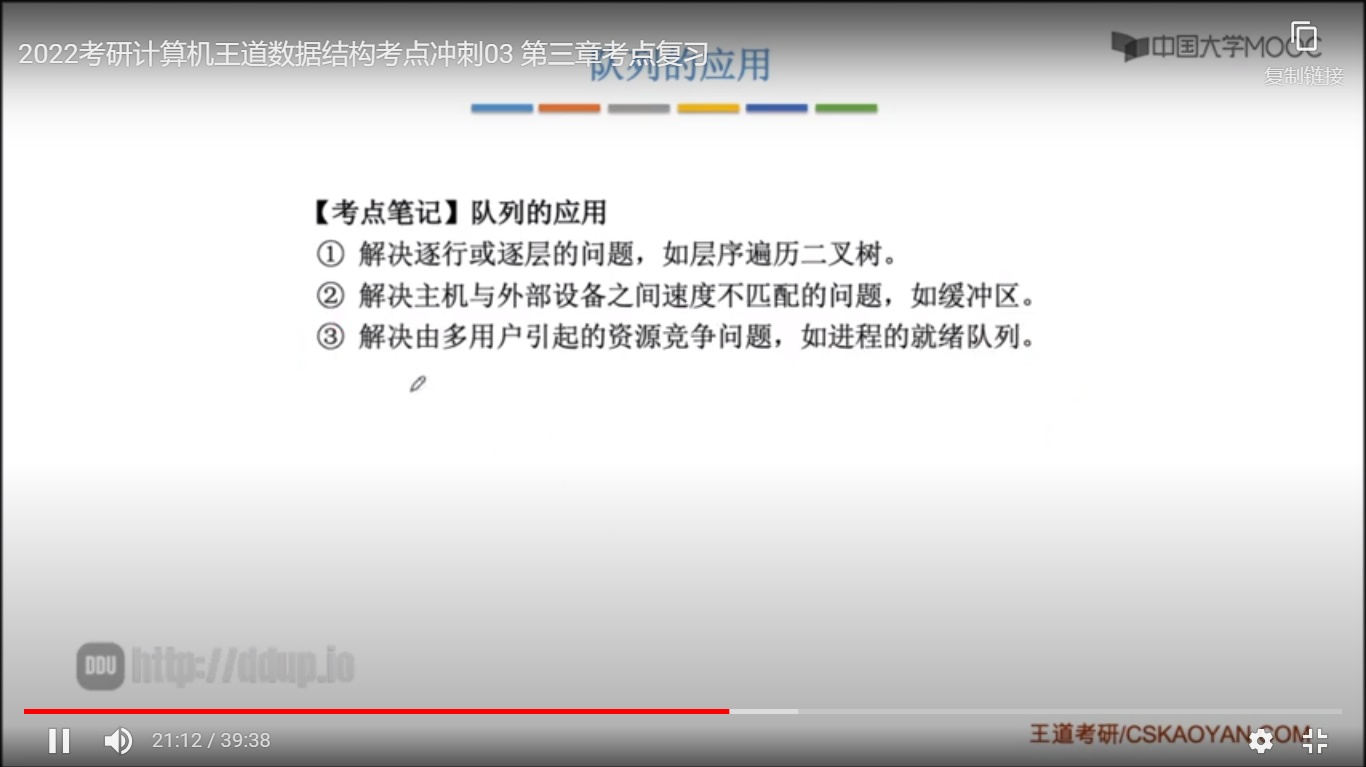 2022考研计算机王道数据结构考点冲刺03 第三章考点复习
队列的应用
中国大学MOOC
复制链接
【考点笔记】队列的应用
① 解决逐行或逐层的问题，如层序遍历二叉树。
② 解决主机与外部设备之间速度不匹配的问题，如缓冲区。
③ 解决由多用户引起的资源竞争问题，如进程的就绪队列。
DDU http://ddup.io
王道考研/CSKAOYAN.COM
21:12 / 39:38